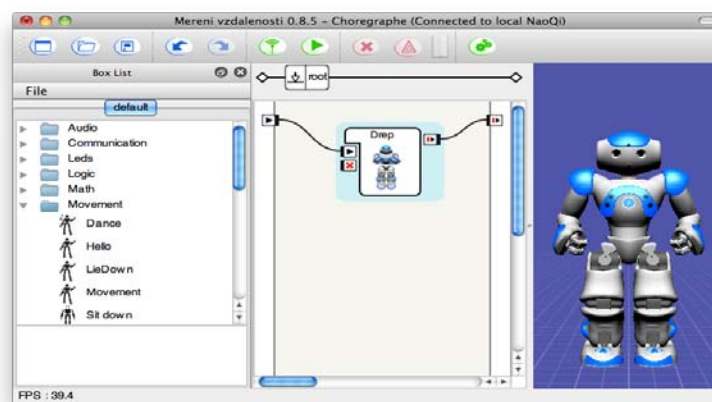 Mereni vzdalenosti 0.8.5 - Choregraphe (Connected to local NaoQi)
Box List
File
default
Audio
Communication
Leds
Logic
Math
Movement
Dance
Hello
LieDown
Movement
Sit down
root
Drep
FPS : 39.4